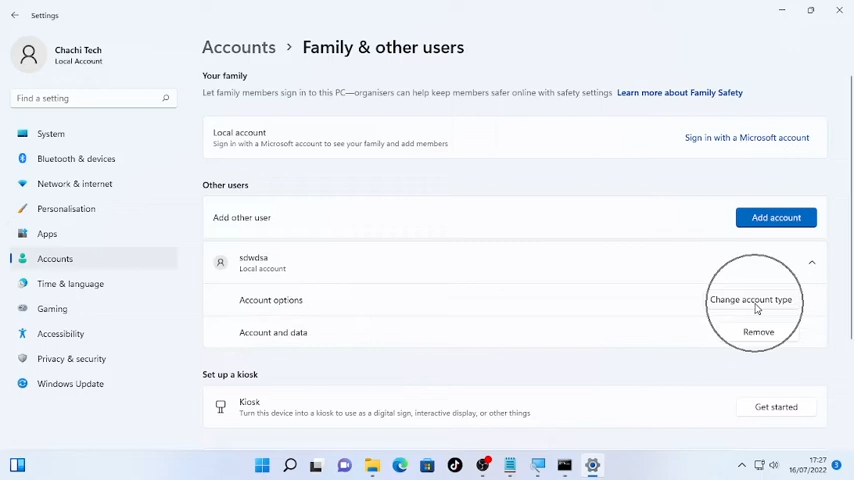 Settings
Chachi Tech
Local Account
Find a setting
System
Bluetooth & devices
Network & internet
Personalisation
Apps
Accounts
Time & language
Gaming
Accessibility
Privacy & security
Windows Update
Accounts > Family & other users
Your family
Let family members sign in to this PC—organisers can help keep members safer online with safety settings Learn more about Family Safety
Local account
Sign in with a Microsoft account to see your family and add members
Sign in with a Microsoft account
Other users
Add other user
Add account
sdwdsa
Local account
Account options
Change account type
Account and data
Remove
Set up a kiosk
Kiosk
Turn this device into a kiosk to use as a digital sign, interactive display, or other things
Get started
17:27
16/07/2022
3